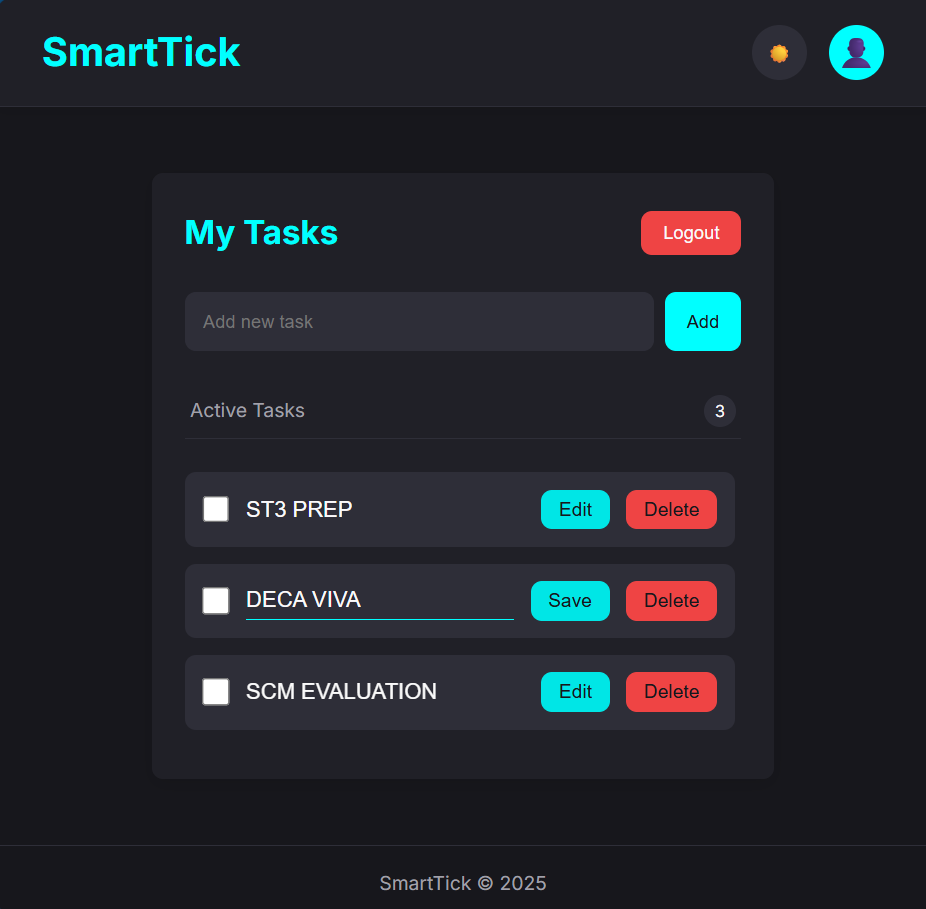 SmartTick
My Tasks
Logout
Add new task
Add
Active Tasks
3
ST3 PREP
Edit
Delete
DECA VIVA
Save
Delete
SCM EVALUATION
Edit
Delete
SmartTick © 2025